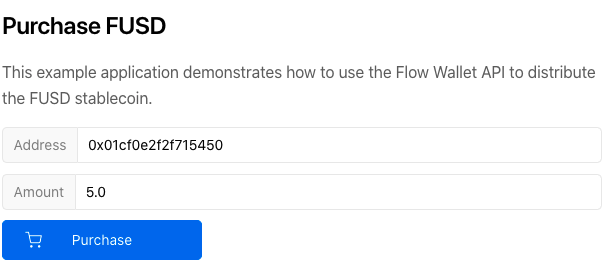 Purchase FUSD
This example application demonstrates how to use the Flow Wallet API to distribute
the FUSD stablecoin.
Address 0x01cf0e2f2f715450
Amount 5.0
Purchase